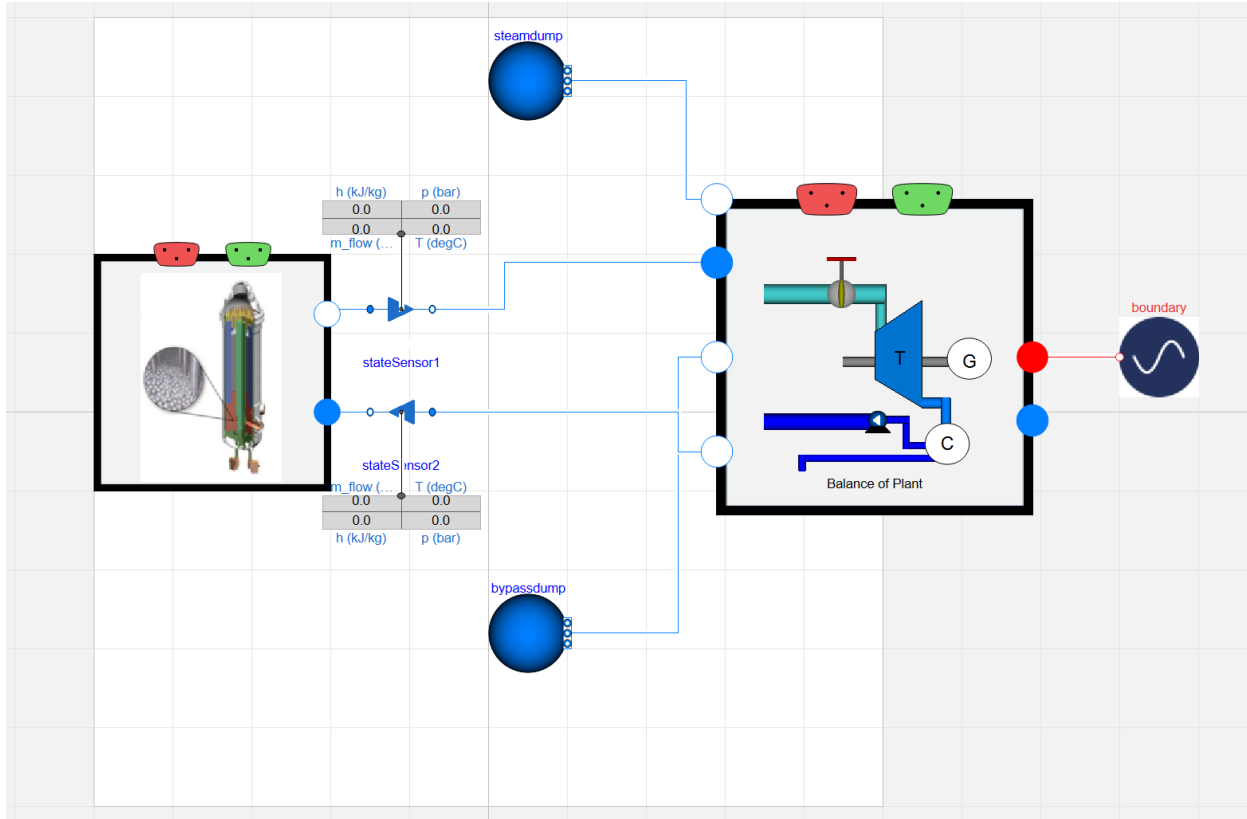 steamdump
h (kJ/kg) p (bar)
0.0 0.0
0.0 0.0
m_flow (... T (degC)
stateSensor1
stateSensor2
m_flow (... T (degC)
0.0 0.0
0.0 0.0
h (kJ/kg) p (bar)
bypassdump
T
G
C
Balance of Plant
boundary